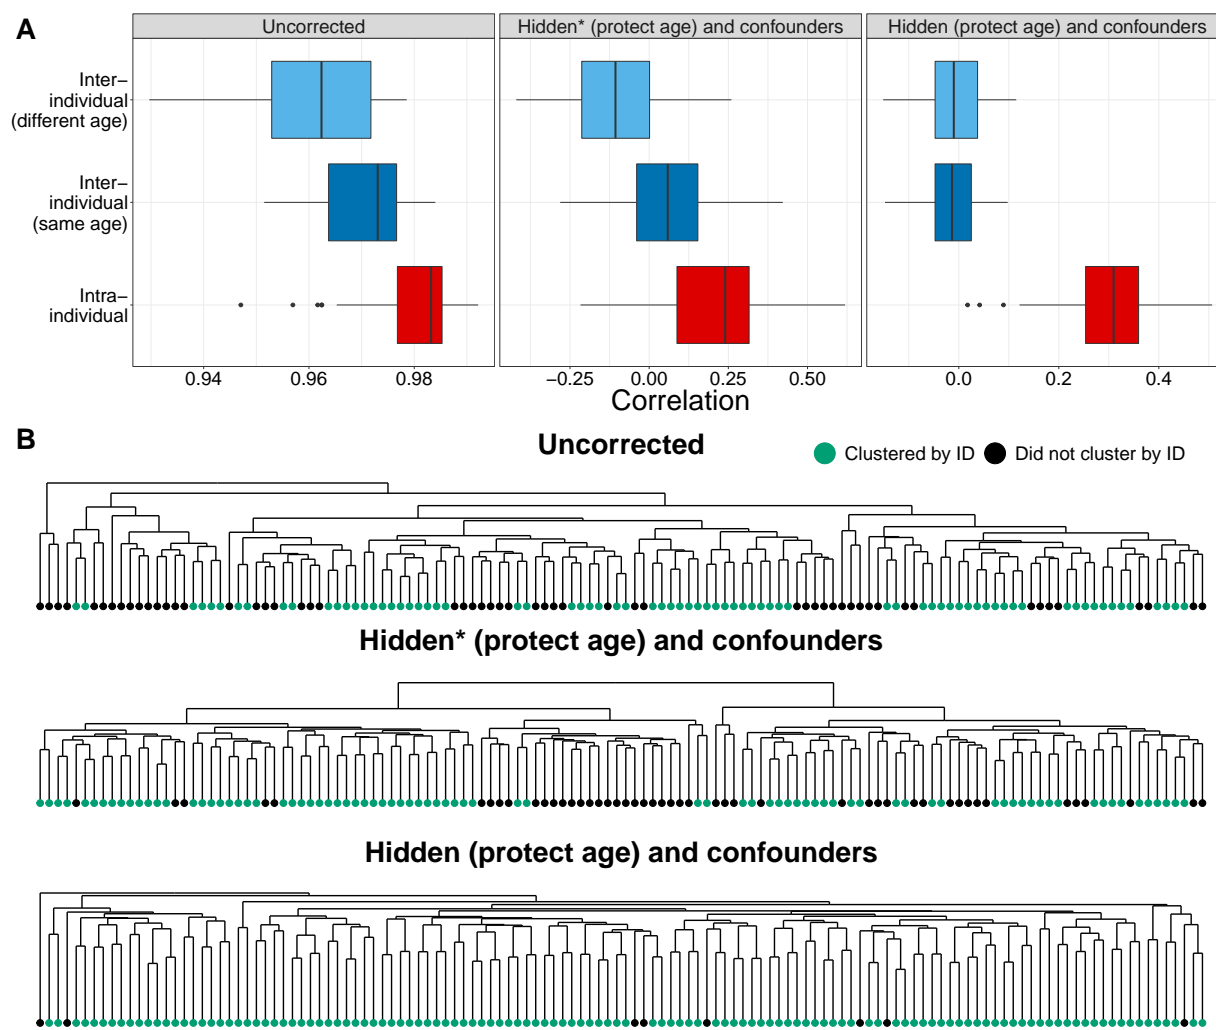 A
Uncorrected
Hidden* (protect age) and confounders
Hidden (protect age) and confounders
Inter−
individual
(different age)
Inter−
individual
(same age)
Intra−
individual
0.94 0.96 0.98
−0.25 0.00 0.25 0.50
0.0 0.2 0.4
Correlation
B
Uncorrected
Clustered by ID
Did not cluster by ID
Hidden* (protect age) and confounders
Hidden (protect age) and confounders